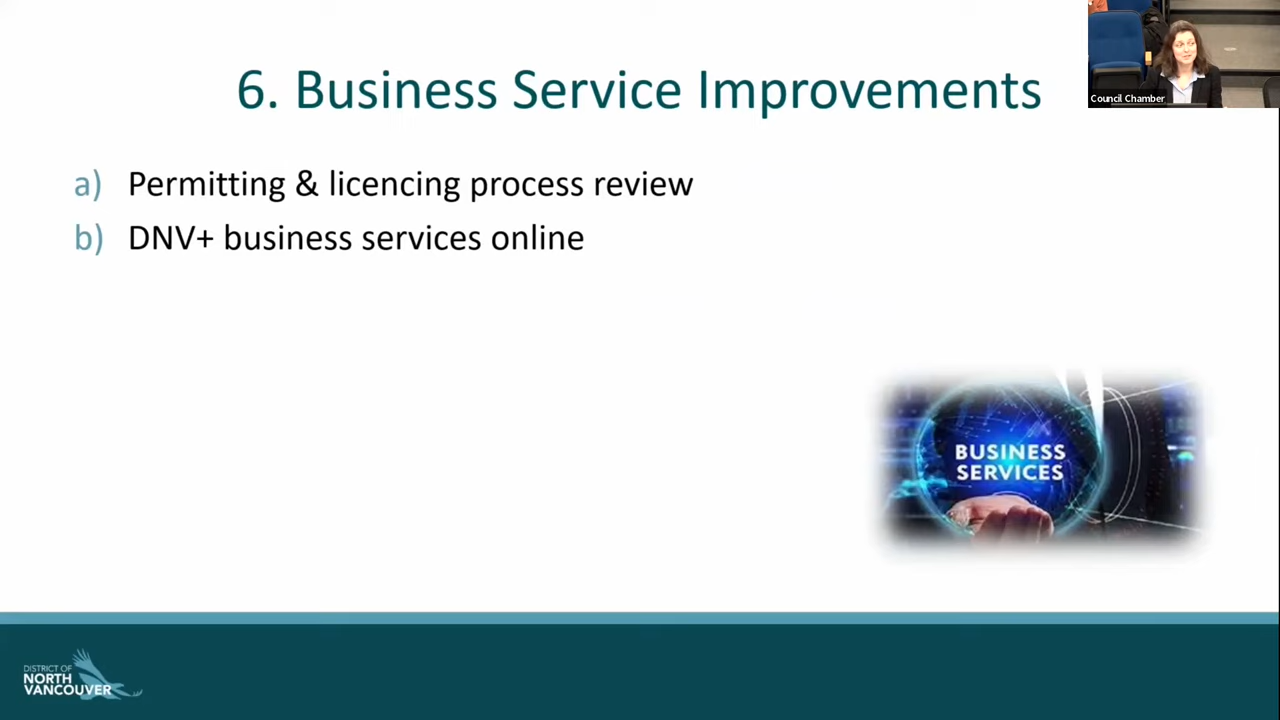 6. Business Service Improvements
Council Chamber
a) Permitting & licencing process review
b) DNV+ business services online
BUSINESS
SERVICES
DISTRICT OF
NORTH
VANCOUVER